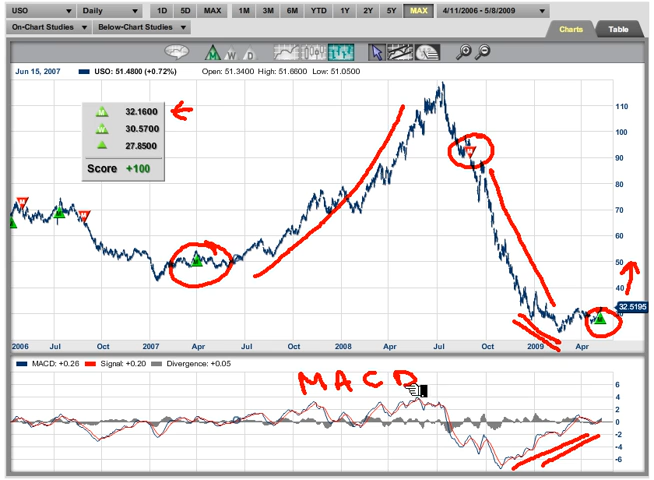 USO Daily 1D 5D MAX 1M 3M 6M YTD 1Y 2Y 5Y MAX 4/11/2006 - 5/8/2009
On-Chart Studies Below-Chart Studies Charts Table
M W D
Jun 15, 2007 USO: 51.4800 (+0.72%) Open: 51.3400 High: 51.6600 Low: 51.0500
M 32.1600
W 30.5700
27.8500
Score +100
110
100
90
80
70
60
50
40
32.5195
30
2006 Jul Oct 2007 Apr Jul Oct 2008 Apr Jul Oct 2009 Apr
MACD: +0.26 Signal: +0.20 Divergence: +0.05
MACD
6
4
2
0
-2
-4
-6